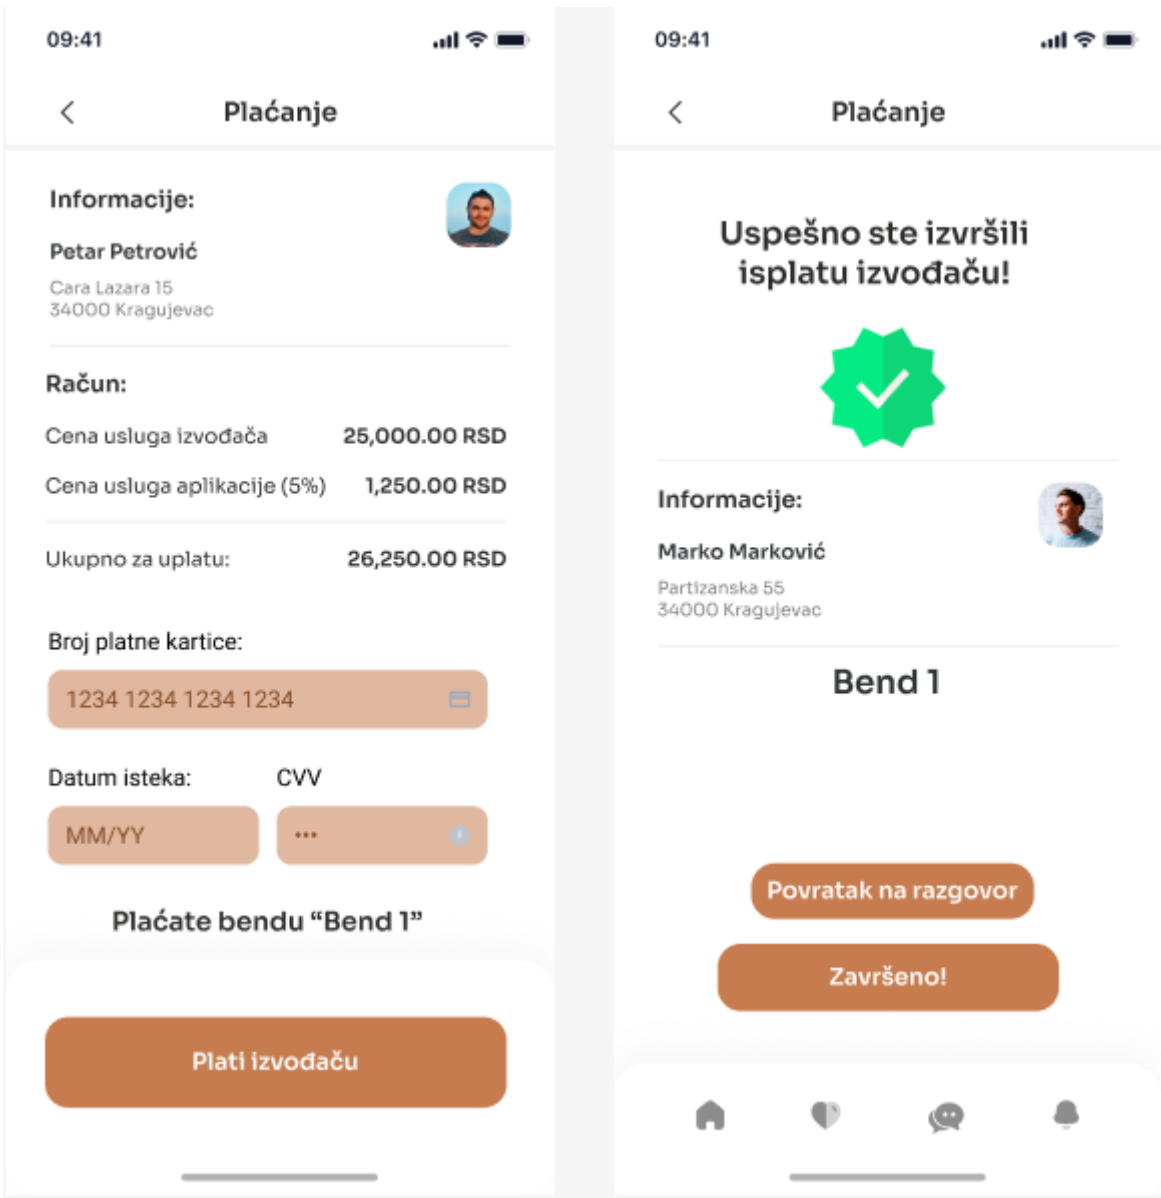 09:41
Plaćanje
Informacije:
Petar Petrović
Cara Lazara 15
34000 Kragujevac
Račun:
Cena usluga izvođača 25,000.00 RSD
Cena usluga aplikacije (5%) 1,250.00 RSD
Ukupno za uplatu: 26,250.00 RSD
Broj platne kartice:
1234 1234 1234 1234
Datum isteka: CVV
MM/YY •••
Plaćate bendu “Bend 1”
Plati izvođaču
09:41
Plaćanje
Uspešno ste izvršili
isplatu izvođaču!
Informacije:
Marko Marković
Partizanska 55
34000 Kragujevac
Bend 1
Povratak na razgovor
Završeno!